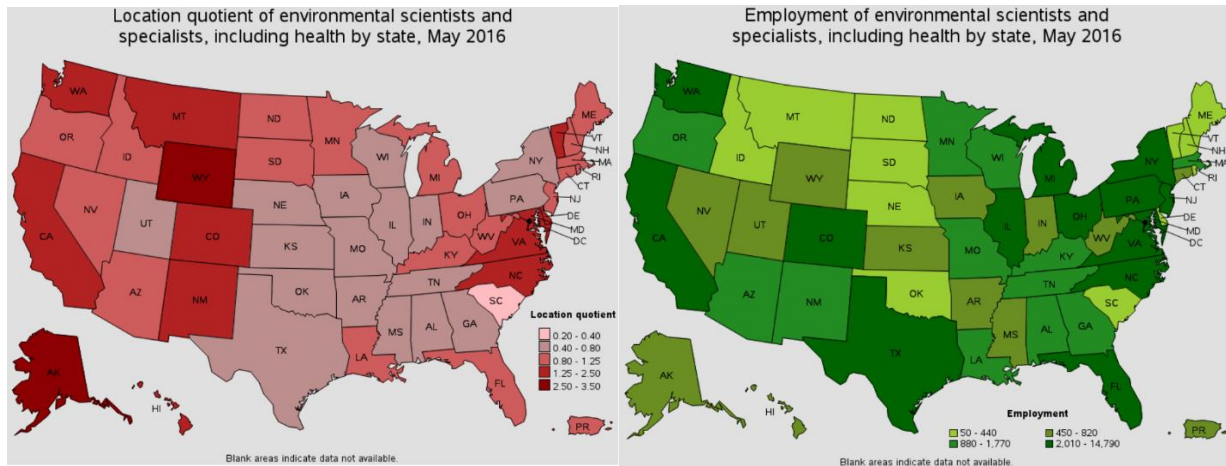 Location quotient of environmental scientists and
specialists, including health by state, May 2016
WA
MT
ND
MN
OR
ID
SD
WY
WI
MI
NY
ME
VT
NH
MA
RI
CT
NJ
DE
MD
DC
NV
UT
CO
NE
IA
IL
IN
OH
PA
WV
VA
KY
CA
KS
MO
AZ
NM
OK
AR
TN
NC
SC
TX
LA
MS
AL
GA
FL
AK
HI
PR
Location quotient
0.20 - 0.40
0.40 - 0.80
0.80 - 1.25
1.25 - 2.50
2.50 - 3.50
Blank areas indicate data not available.
Employment of environmental scientists and
specialists, including health by state, May 2016
WA
MT
ND
MN
OR
ID
SD
WY
WI
MI
NY
ME
VT
NH
MA
RI
CT
NJ
DE
MD
DC
NV
UT
CO
NE
IA
IL
IN
OH
PA
WV
VA
KY
CA
KS
MO
AZ
NM
OK
AR
TN
NC
SC
TX
LA
MS
AL
GA
FL
AK
HI
PR
Employment
50 - 440
450 - 820
880 - 1,770
2,010 - 14,790
Blank areas indicate data not available.